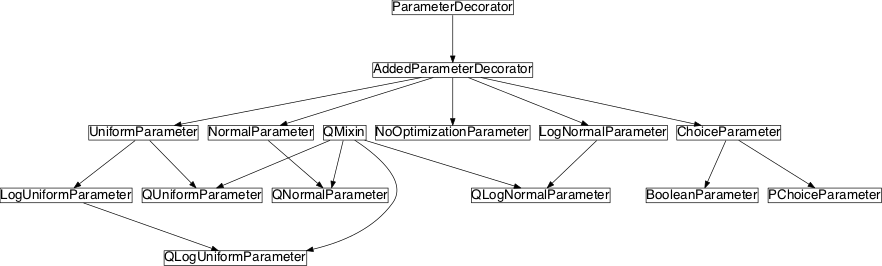 ParameterDecorator
AddedParameterDecorator
UniformParameter
NormalParameter
QMixin
NoOptimizationParameter
LogNormalParameter
ChoiceParameter
LogUniformParameter
QUniformParameter
QNormalParameter
QLogNormalParameter
BooleanParameter
PChoiceParameter
QLogUniformParameter